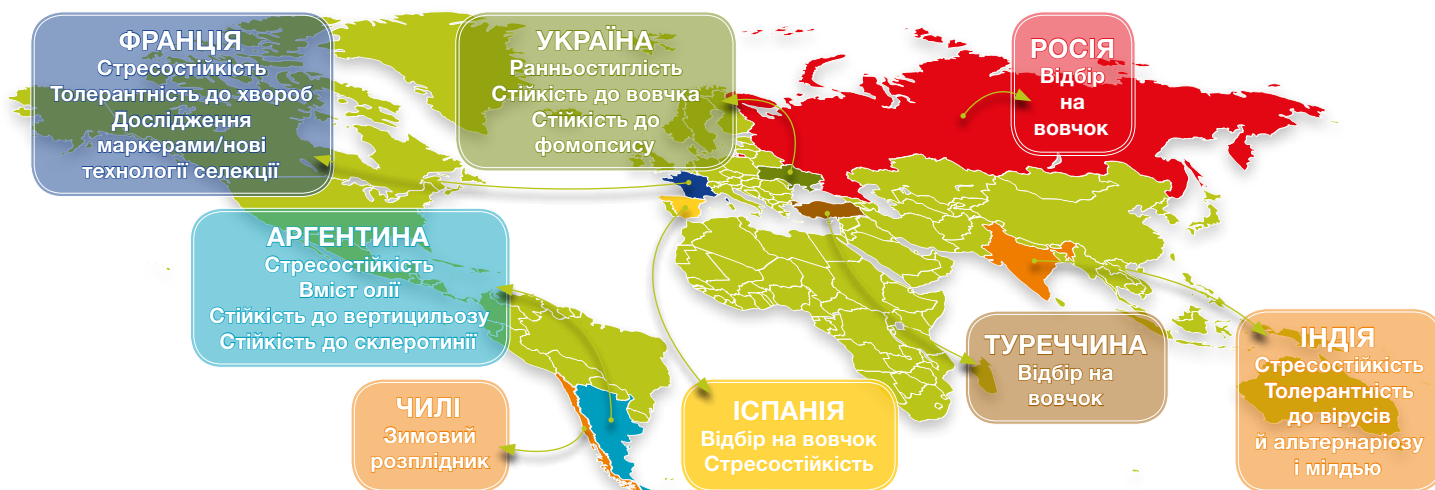 ФРАНЦІЯ
Стресостійкість
Толерантність до хвороб
Дослідження
маркерами/нові
технології селекції
УКРАЇНА
Ранньостиглість
Стійкість до вовчка
Стійкість до
фомопсису
РОСІЯ
Відбір
на
вовчок
АРГЕНТИНА
Стресостійкість
Вміст олії
Стійкість до вертицильозу
Стійкість до склеротинії
ЧИЛІ
Зимовий
розплідник
ІСПАНІЯ
Відбір на вовчок
Стресостійкість
ТУРЕЧЧИНА
Відбір на
вовчок
ІНДІЯ
Стресостійкість
Толерантність
до вірусів
й альтернаріозу
і мілдью